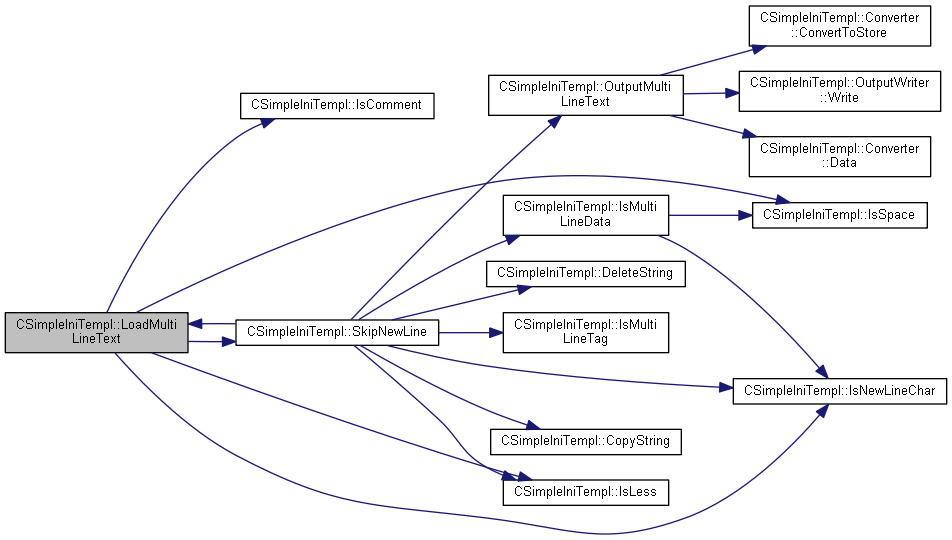 CSimpleIniTempl::Converter
::ConvertToStore
CSimpleIniTempl::OutputMulti
LineText
CSimpleIniTempl::OutputWriter
::Write
CSimpleIniTempl::IsComment
CSimpleIniTempl::Converter
::Data
CSimpleIniTempl::IsMulti
LineData
CSimpleIniTempl::IsSpace
CSimpleIniTempl::DeleteString
CSimpleIniTempl::LoadMulti
LineText
CSimpleIniTempl::SkipNewLine
CSimpleIniTempl::IsMulti
LineTag
CSimpleIniTempl::IsNewLineChar
CSimpleIniTempl::CopyString
CSimpleIniTempl::IsLess